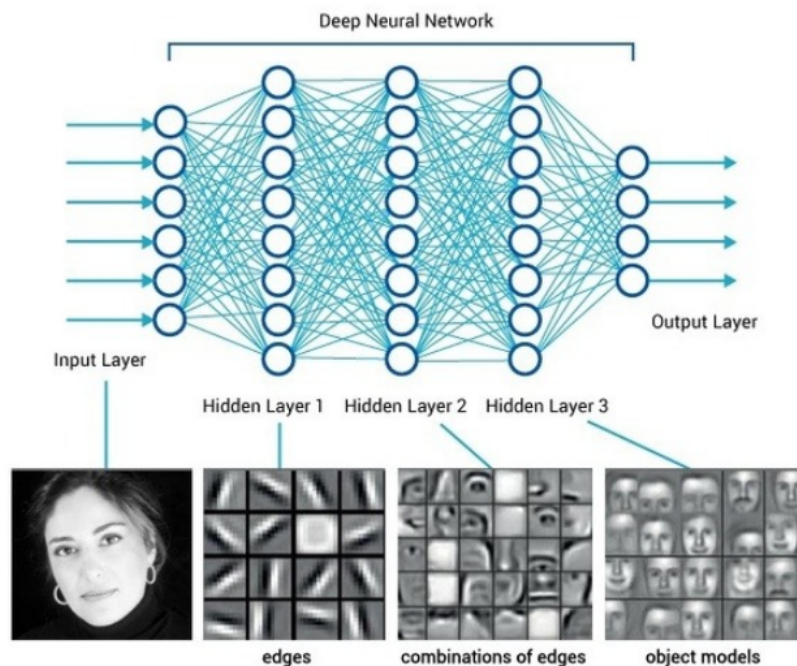 Deep Neural Network
Input Layer
Output Layer
Hidden Layer 1
Hidden Layer 2
Hidden Layer 3
edges
combinations of edges
object models